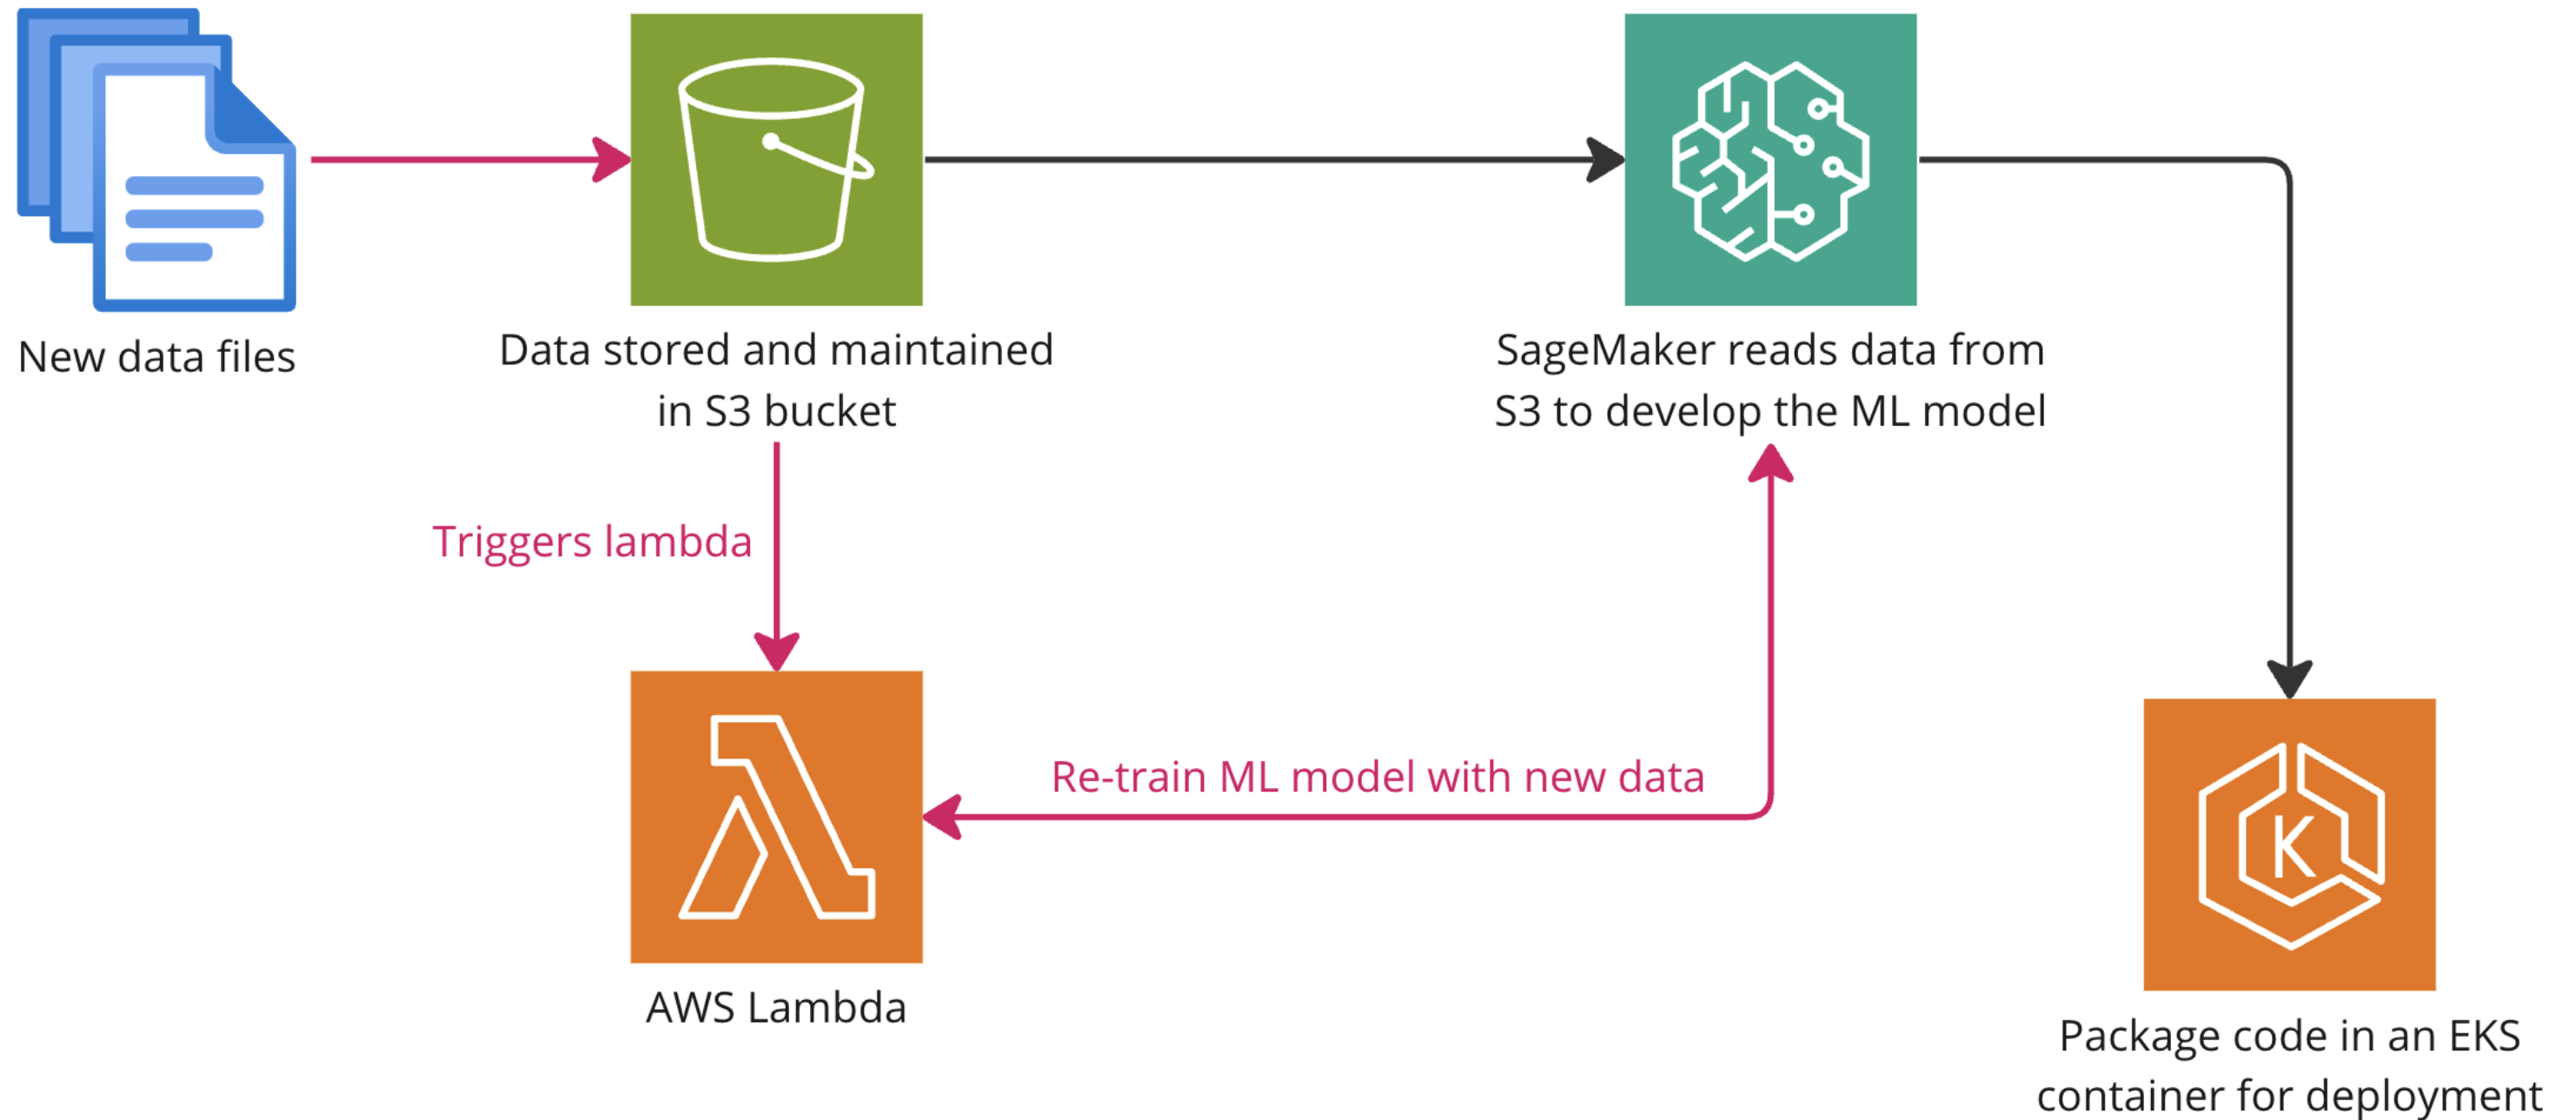 New data files
Data stored and maintained
in S3 bucket
SageMaker reads data from
S3 to develop the ML model
Triggers lambda
Re-train ML model with new data
AWS Lambda
K
Package code in an EKS
container for deployment